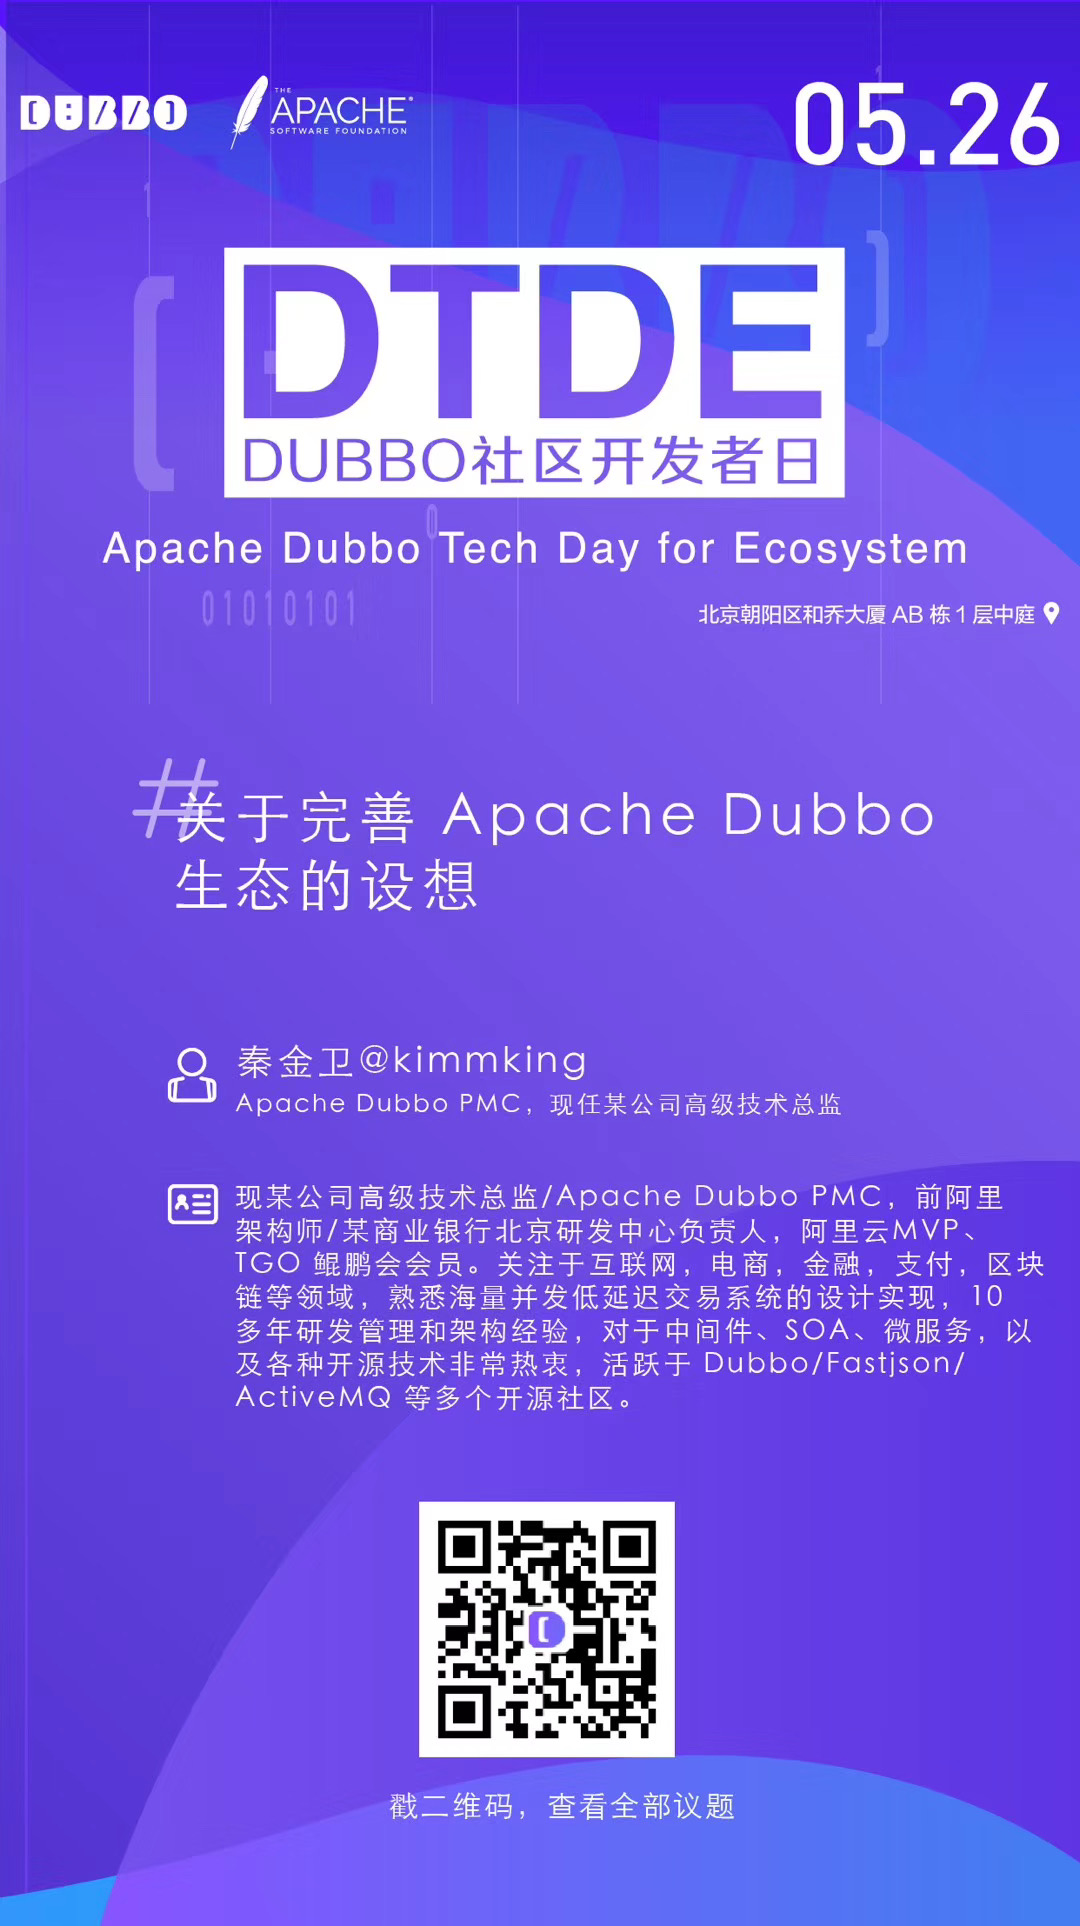 DUBBO
THE
APACHE®
SOFTWARE FOUNDATION
05.26
DTDE
DUBBO社区开发者日
Apache Dubbo Tech Day for Ecosystem
01010101
北京朝阳区和乔大厦 AB 栋 1 层中庭
#
关于完善 Apache Dubbo
生态的设想
秦金卫@kimmking
Apache Dubbo PMC，现任某公司高级技术总监
现某公司高级技术总监/Apache Dubbo PMC，前阿里
架构师/某商业银行北京研发中心负责人，阿里云MVP、
TGO 鲲鹏会会员。关注于互联网，电商，金融，支付，区块
链等领域，熟悉海量并发低延迟交易系统的设计实现，10
多年研发管理和架构经验，对于中间件、SOA、微服务，以
及各种开源技术非常热衷，活跃于 Dubbo/Fastjson/
ActiveMQ 等多个开源社区。
戳二维码，查看全部议题